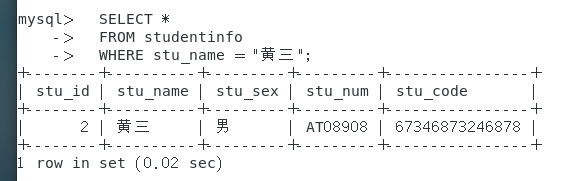 mysql> SELECT *
-> FROM studentinfo
-> WHERE stu_name = "黄三";
+--------+----------+---------+---------+----------------+
| stu_id | stu_name | stu_sex | stu_num | stu_code |
+--------+----------+---------+---------+----------------+
| 2 | 黄三 | 男 | AT08908 | 67346873246878 |
+--------+----------+---------+---------+----------------+
1 row in set (0.02 sec)